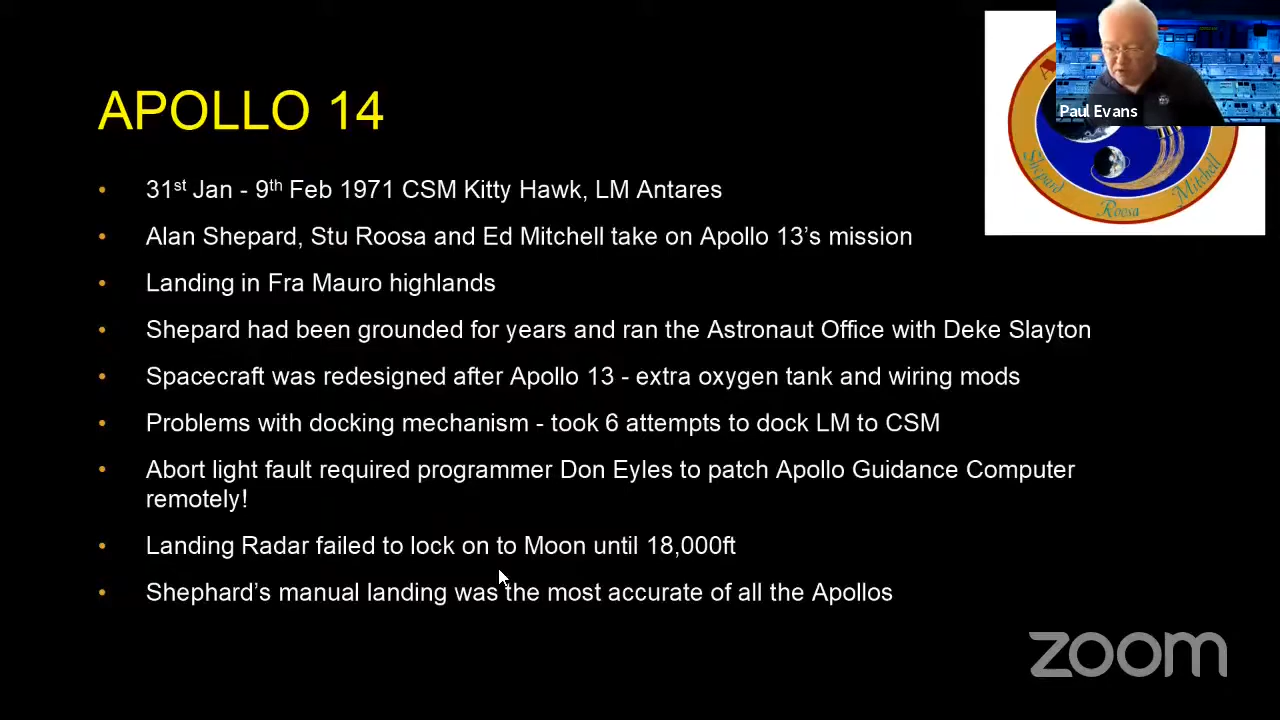 APOLLO 14
Paul Evans
Shepard
Roosa
Mitchell
• 31st Jan - 9th Feb 1971 CSM Kitty Hawk, LM Antares
• Alan Shepard, Stu Roosa and Ed Mitchell take on Apollo 13’s mission
• Landing in Fra Mauro highlands
• Shepard had been grounded for years and ran the Astronaut Office with Deke Slayton
• Spacecraft was redesigned after Apollo 13 - extra oxygen tank and wiring mods
• Problems with docking mechanism - took 6 attempts to dock LM to CSM
• Abort light fault required programmer Don Eyles to patch Apollo Guidance Computer
remotely!
• Landing Radar failed to lock on to Moon until 18,000ft
• Shephard’s manual landing was the most accurate of all the Apollos
zoom